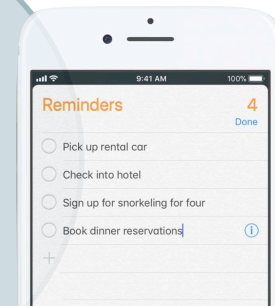 9:41 AM 100%
Reminders 4
Done
Pick up rental car
Check into hotel
Sign up for snorkeling for four
Book dinner reservations